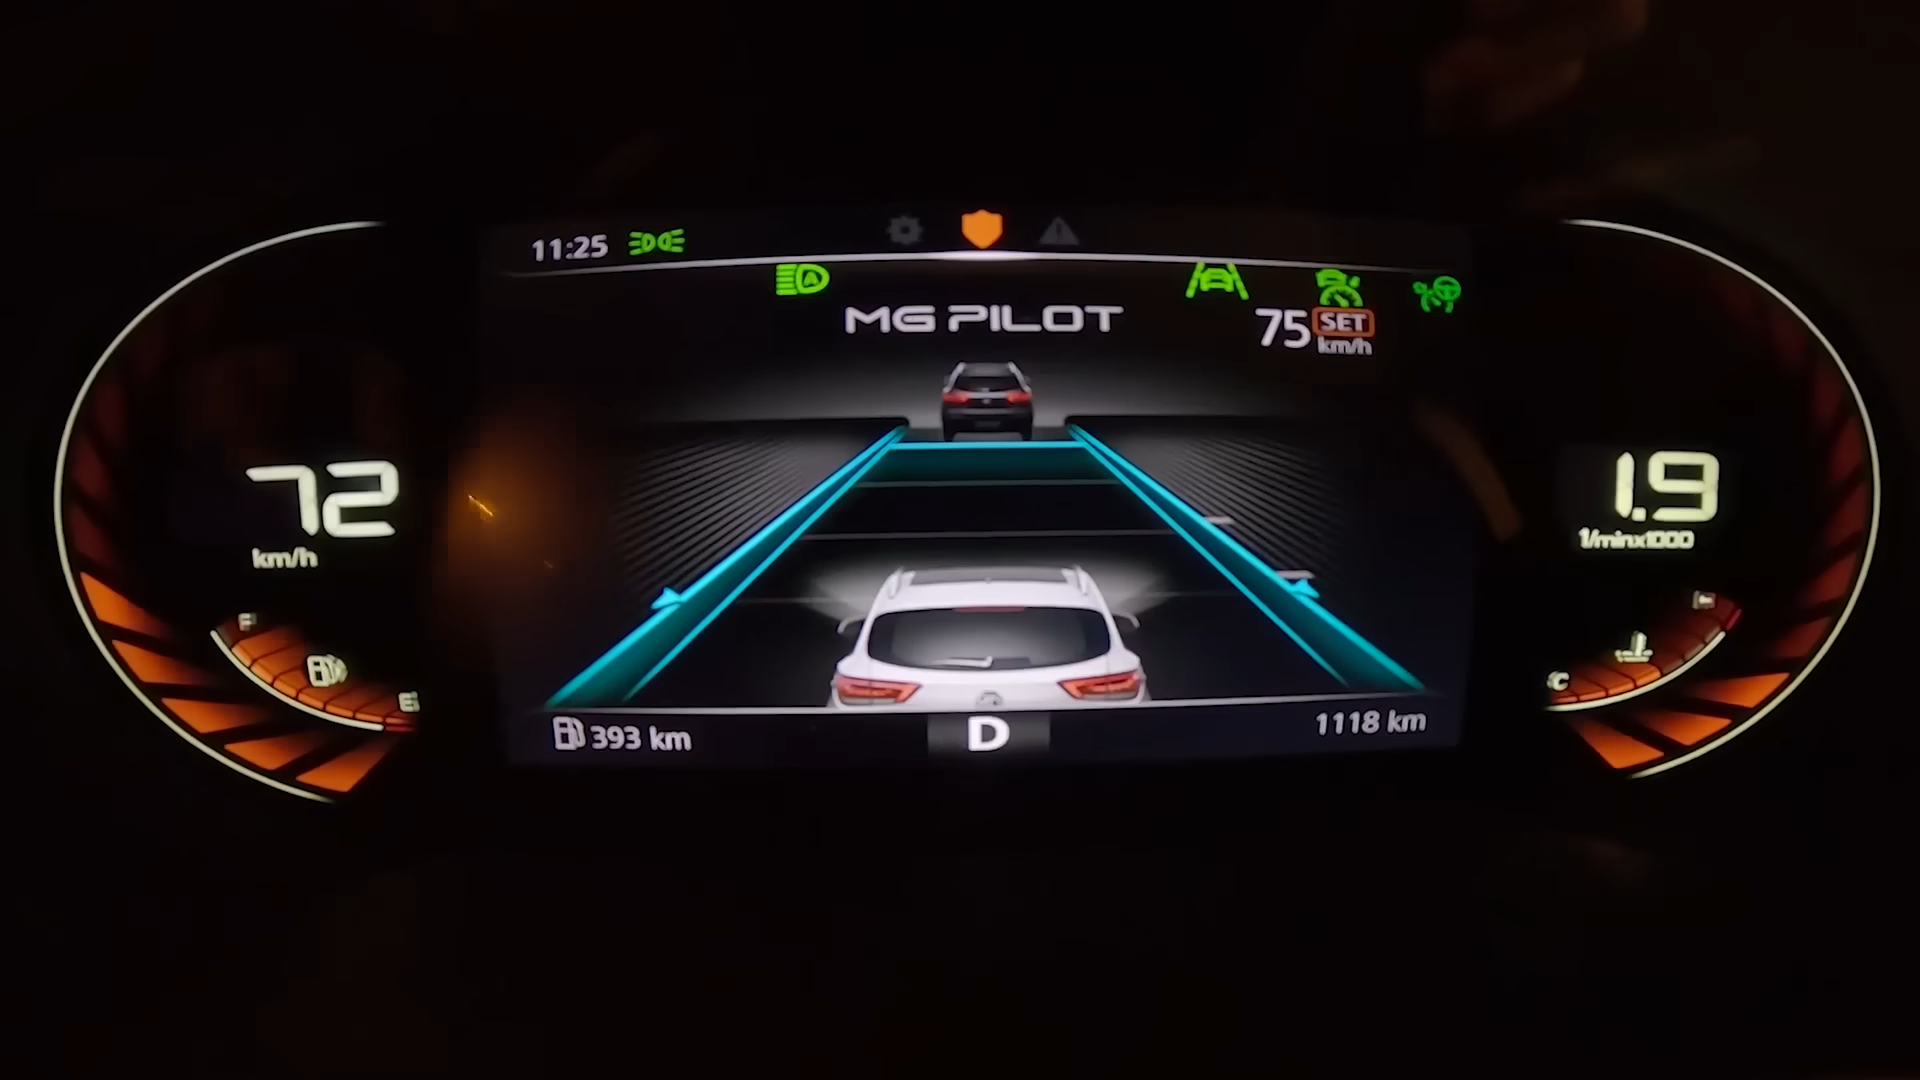 11:25
MG PILOT
75 SET
km/h
72
km/h
1.9
1/minx1000
F
E
H
C
393 km
D
1118 km